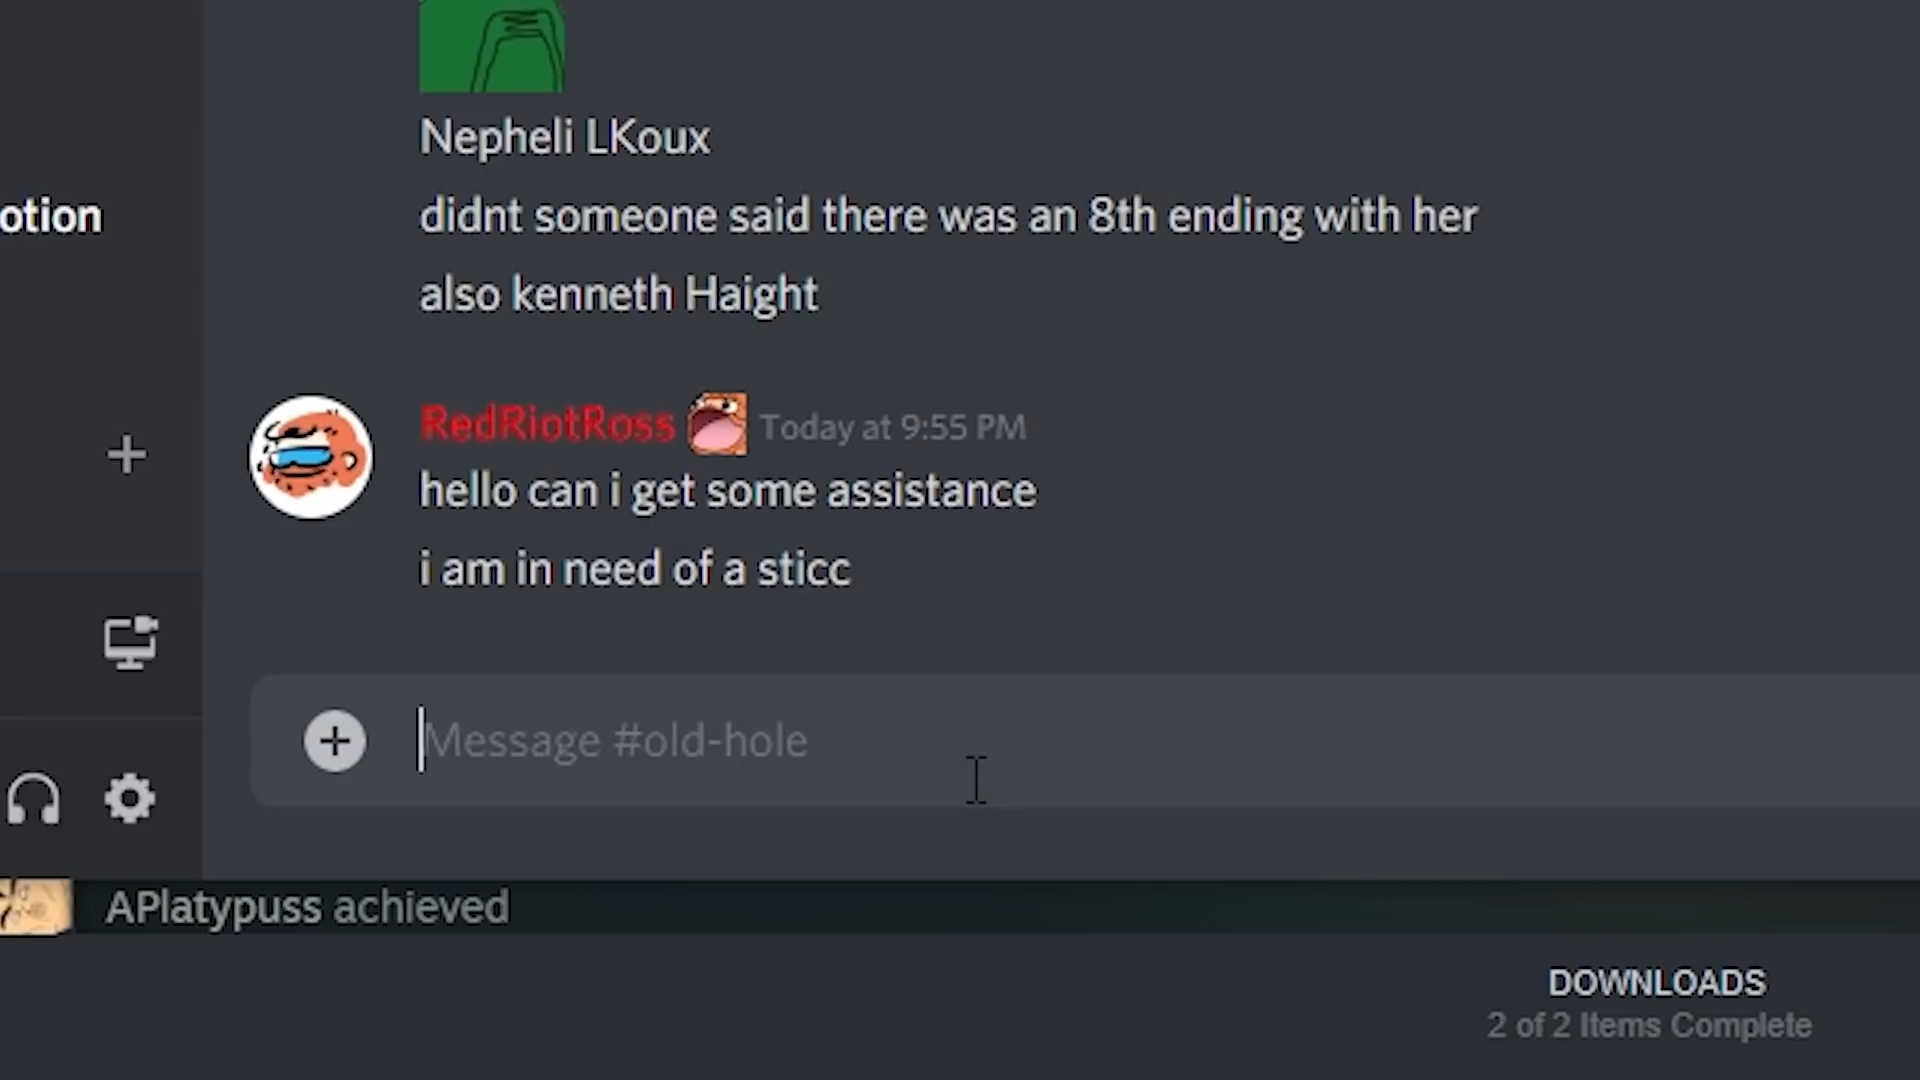 Nepheli LKoux
didnt someone said there was an 8th ending with her
otion
also kenneth Haight
RedRiotRoss Today at 9:55 PM
hello can i get some assistance
i am in need of a sticc
Message #old-hole
APlatypuss achieved
DOWNLOADS
2 of 2 Items Complete